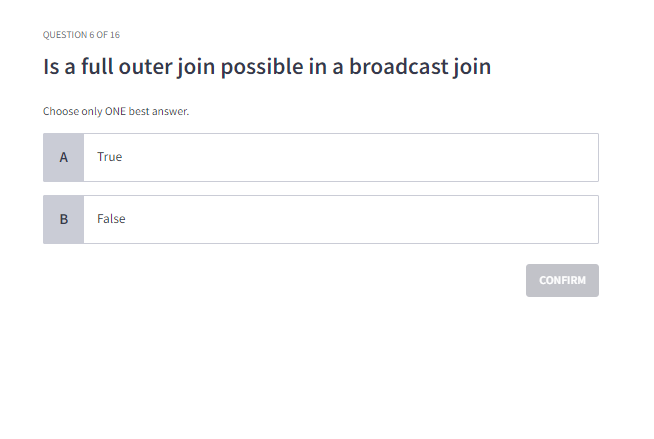 QUESTION 6 OF 16
Is a full outer join possible in a broadcast join
Choose only ONE best answer.
A True
B False
CONFIRM